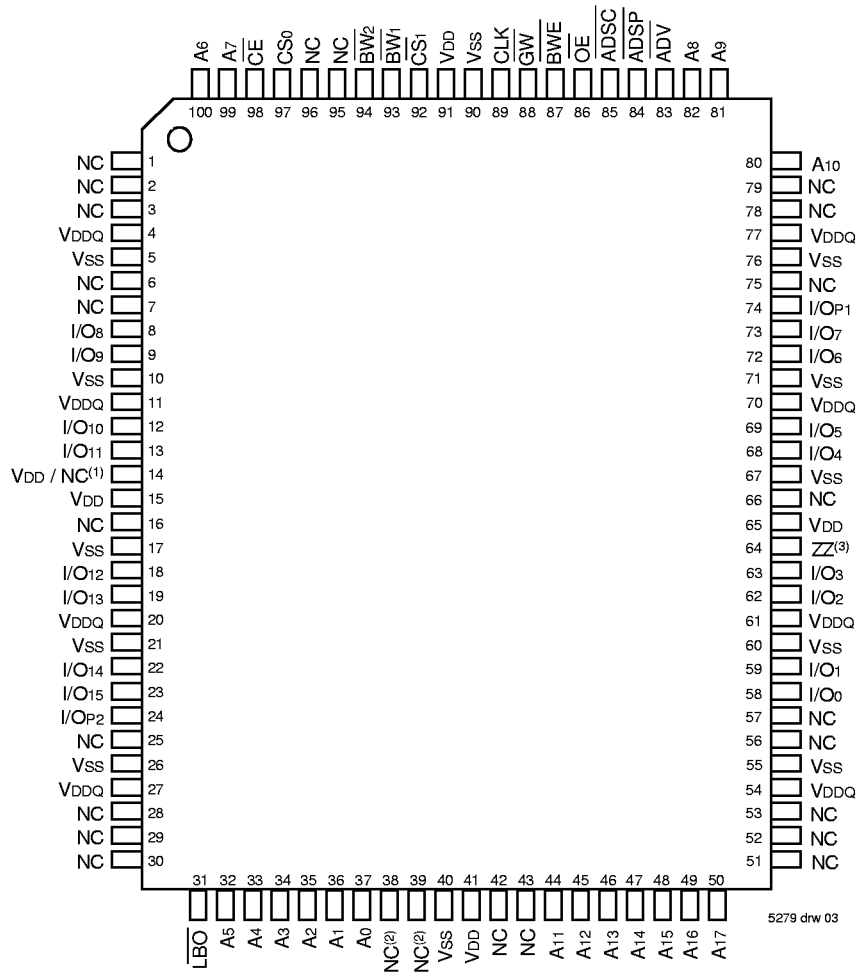 A6 A7 CE CS0 NC NC BW2 BW1 CS1 VDD VSS CLK GW BWE OE ADSC ADSP ADV A8 A9
100 99 98 97 96 95 94 93 92 91 90 89 88 87 86 85 84 83 82 81
NC 1 80 A10
NC 2 79 NC
NC 3 78 NC
VDDQ 4 77 VDDQ
VSS 5 76 VSS
NC 6 75 NC
NC 7 74 I/OP1
I/O8 8 73 I/O7
I/O9 9 72 I/O6
VSS 10 71 VSS
VDDQ 11 70 VDDQ
I/O10 12 69 I/O5
I/O11 13 68 I/O4
VDD / NC(1) 14 67 VSS
VDD 15 66 NC
NC 16 65 VDD
VSS 17 64 ZZ(3)
I/O12 18 63 I/O3
I/O13 19 62 I/O2
VDDQ 20 61 VDDQ
VSS 21 60 VSS
I/O14 22 59 I/O1
I/O15 23 58 I/O0
I/OP2 24 57 NC
NC 25 56 NC
VSS 26 55 VSS
VDDQ 27 54 VDDQ
NC 28 53 NC
NC 29 52 NC
NC 30 51 NC
31 32 33 34 35 36 37 38 39 40 41 42 43 44 45 46 47 48 49 50
LBO A5 A4 A3 A2 A1 A0 NC(2) NC(2) VSS VDD NC NC A11 A12 A13 A14 A15 A16 A17
5279 drw 03